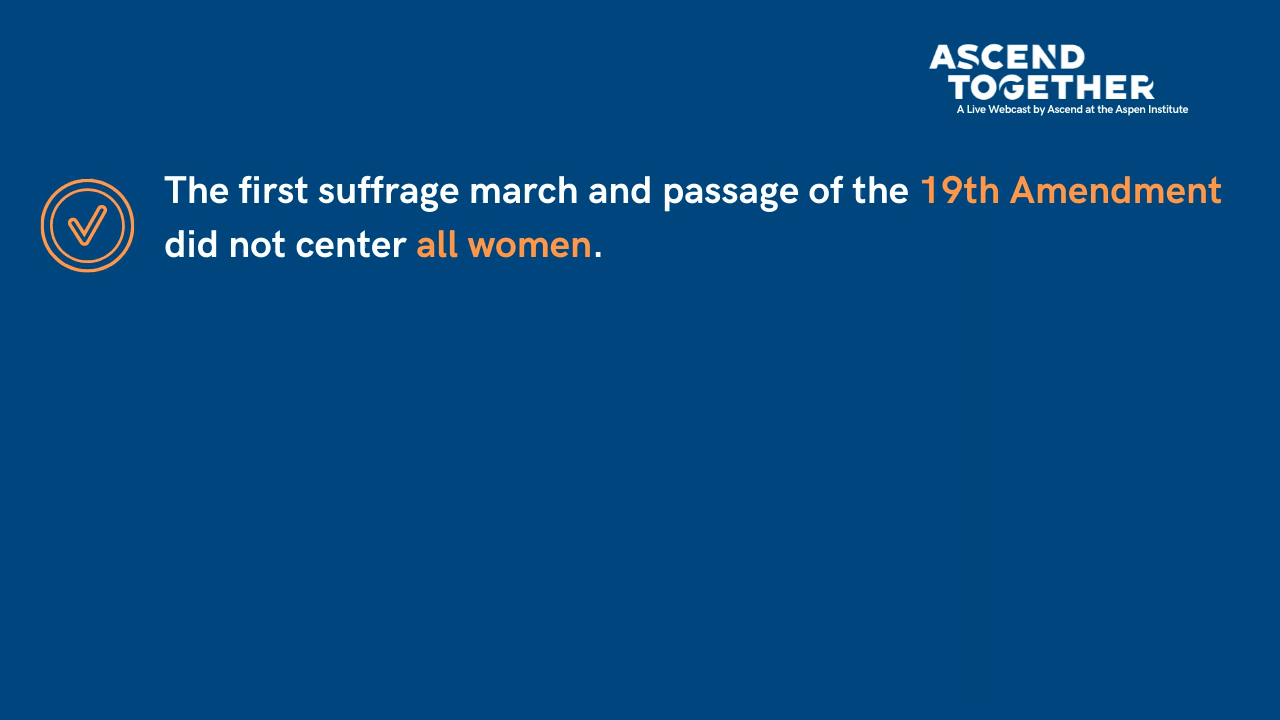 ASCEND
TOGETHER
A Live Webcast by Ascend at the Aspen Institute
The first suffrage march and passage of the 19th Amendment
did not center all women.